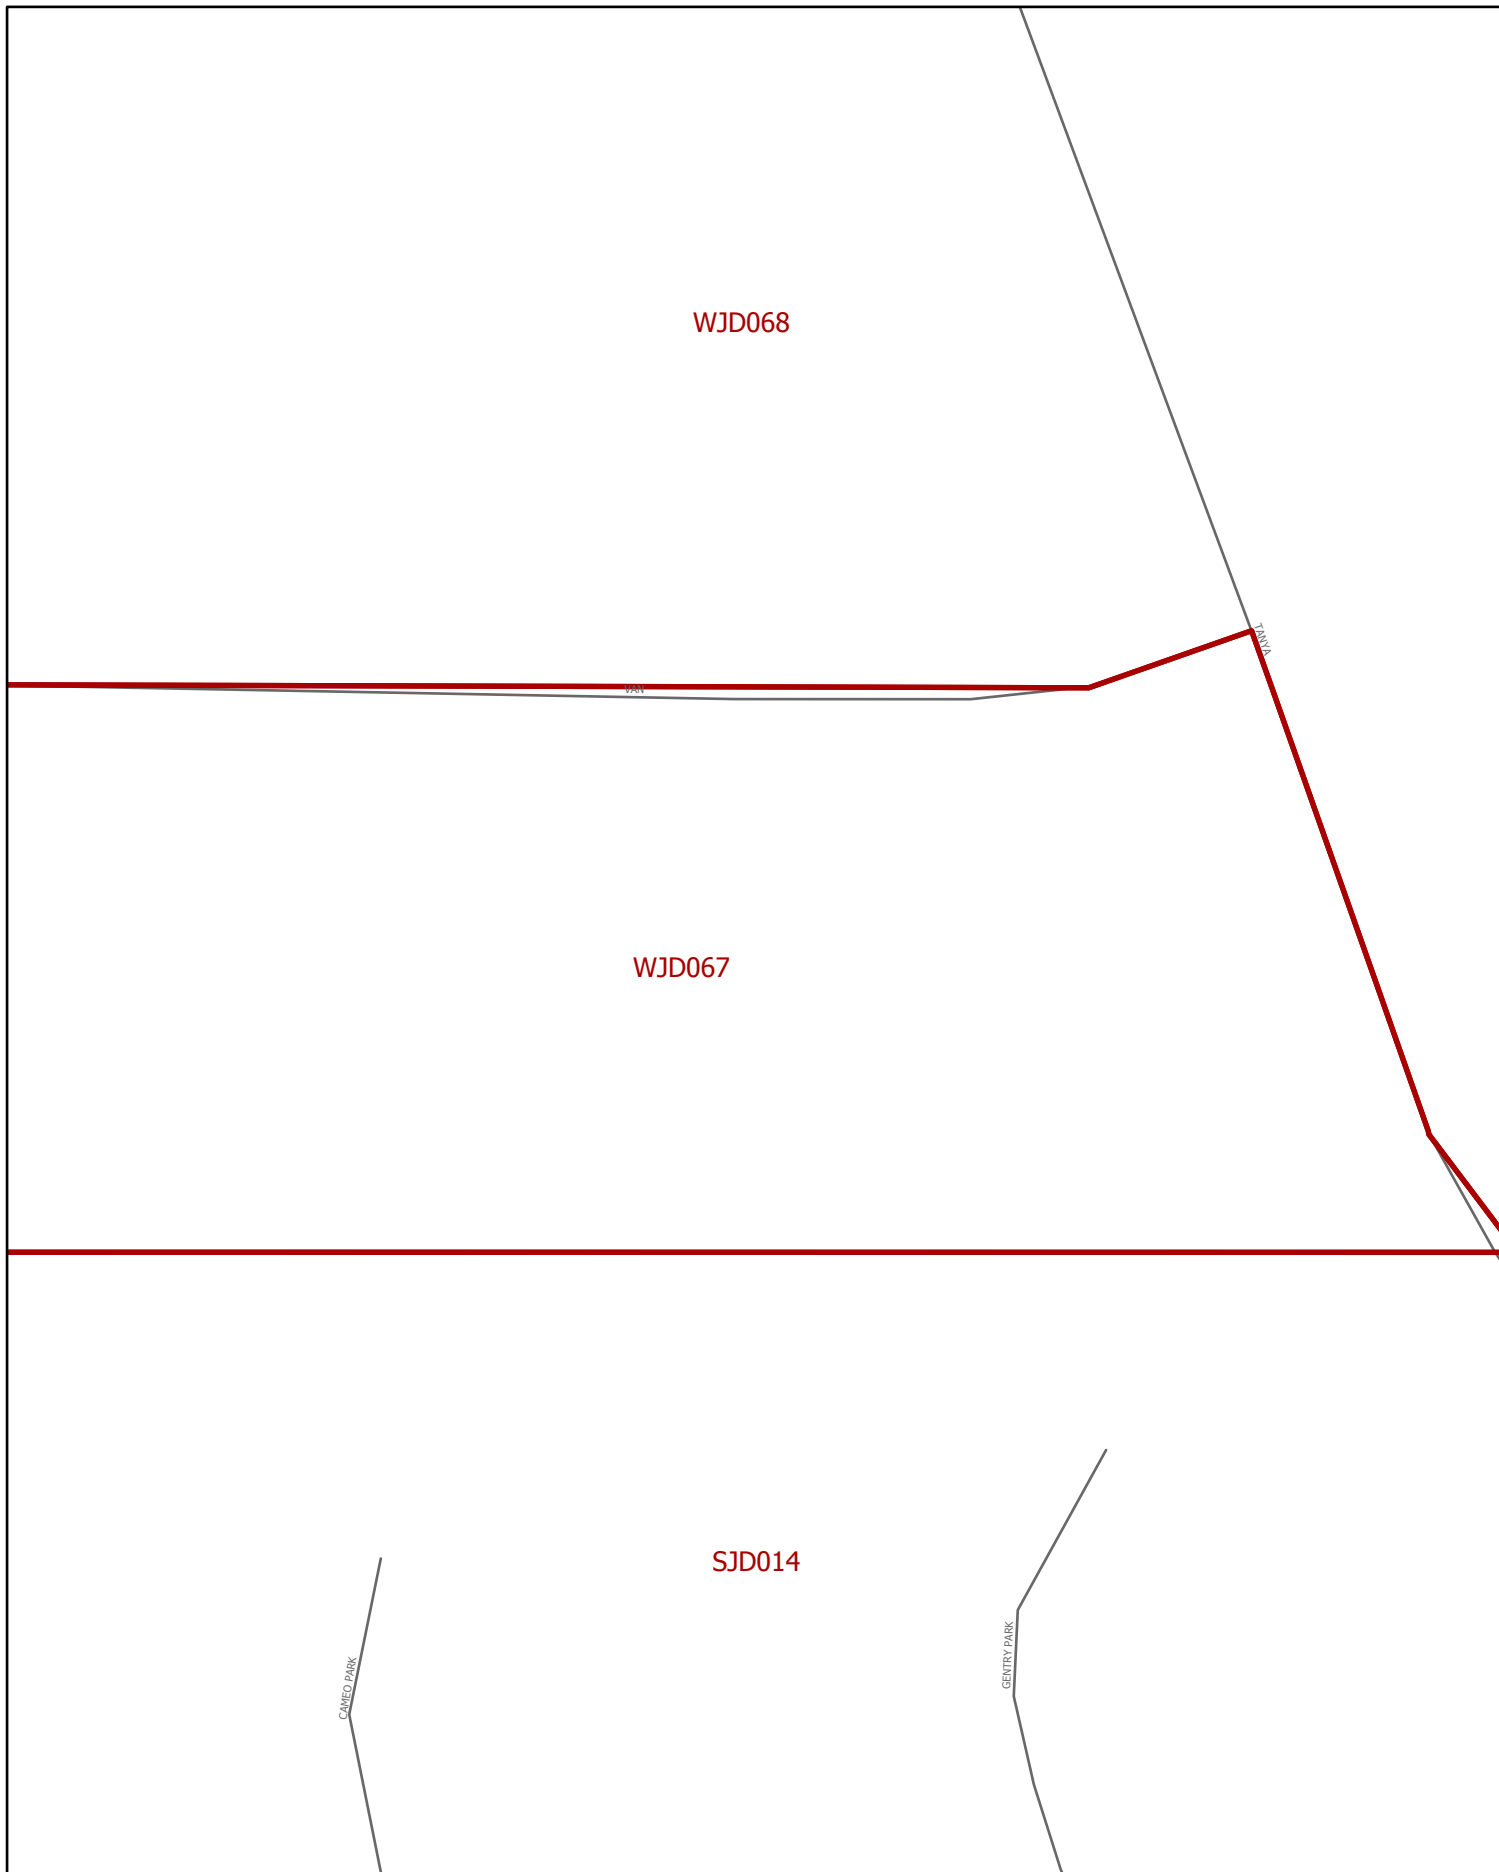 WJD068
TANYA
VAN
WJD067
SJD014
GENTRY PARK
CAMEO PARK